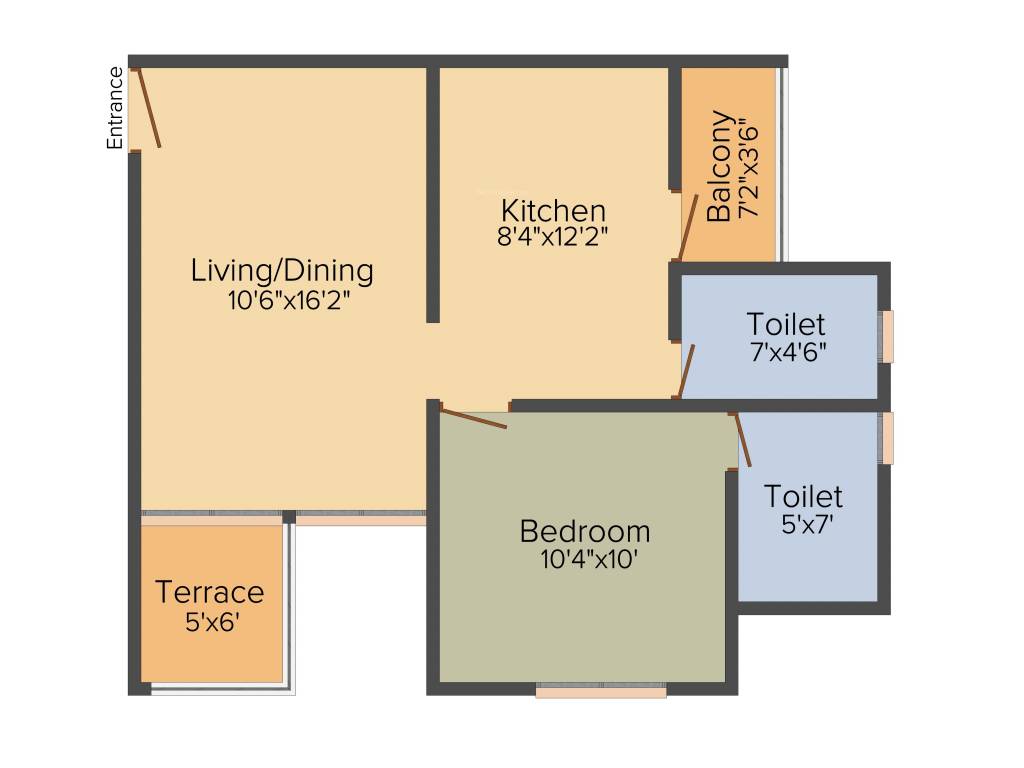 Entrance
Living/Dining
10'6"x16'2"
Kitchen
8'4"x12'2"
Balcony
7'2"x3'6"
Toilet
7'x4'6"
Toilet
5'x7'
Bedroom
10'4"x10'
Terrace
5'x6'